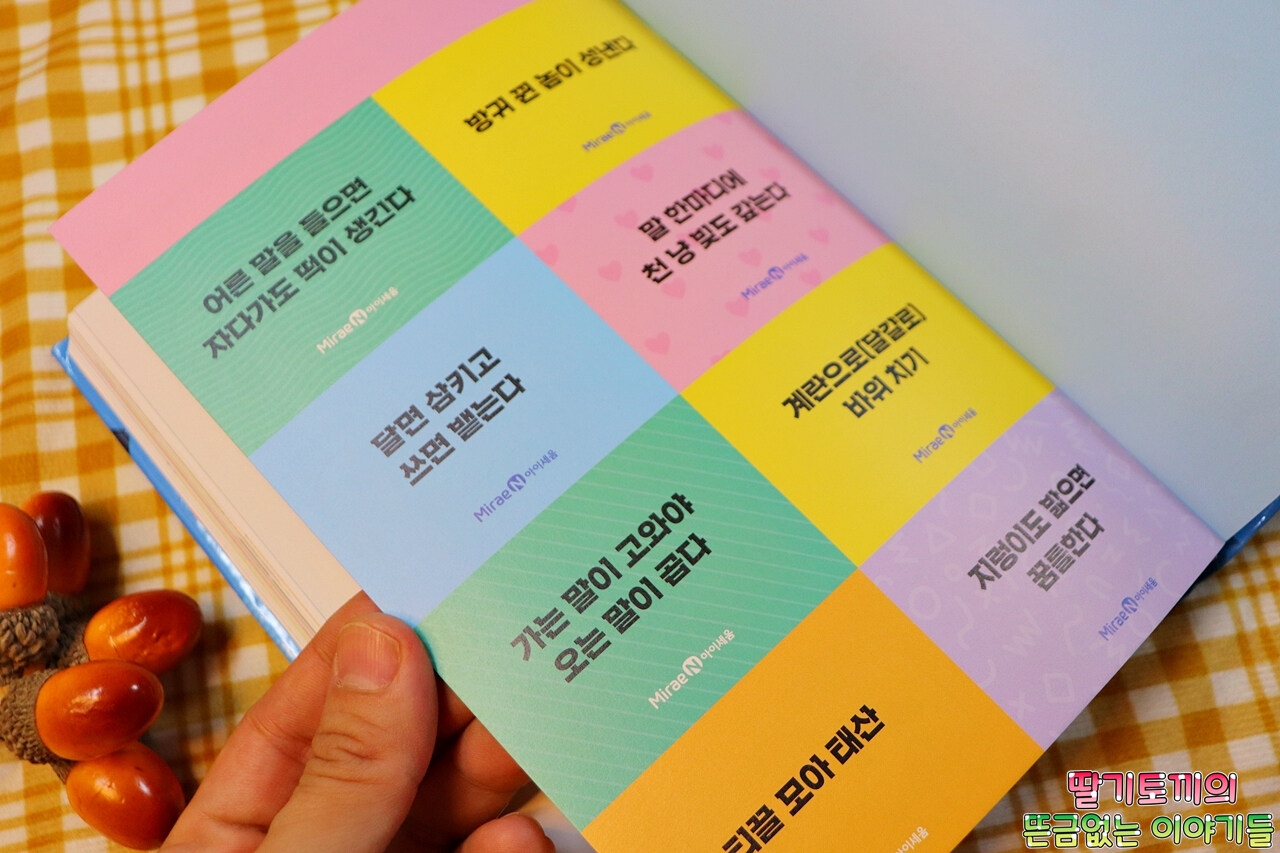 방귀 뀐 놈이 성낸다
Mirae N 아이세움
어른 말을 들으면
자다가도 떡이 생긴다
Mirae N 아이세움
말 한마디에
천 냥 빚도 갚는다
Mirae N 아이세움
달면 삼키고
쓰면 뱉는다
Mirae N 아이세움
계란으로(달걀로)
바위 치기
Mirae N 아이세움
가는 말이 고와야
오는 말이 곱다
Mirae N 아이세움
지렁이도 밟으면
꿈틀한다
Mirae N 아이세움
티끌 모아 태산
아이세움
딸기토끼의
뜬금없는 이야기들